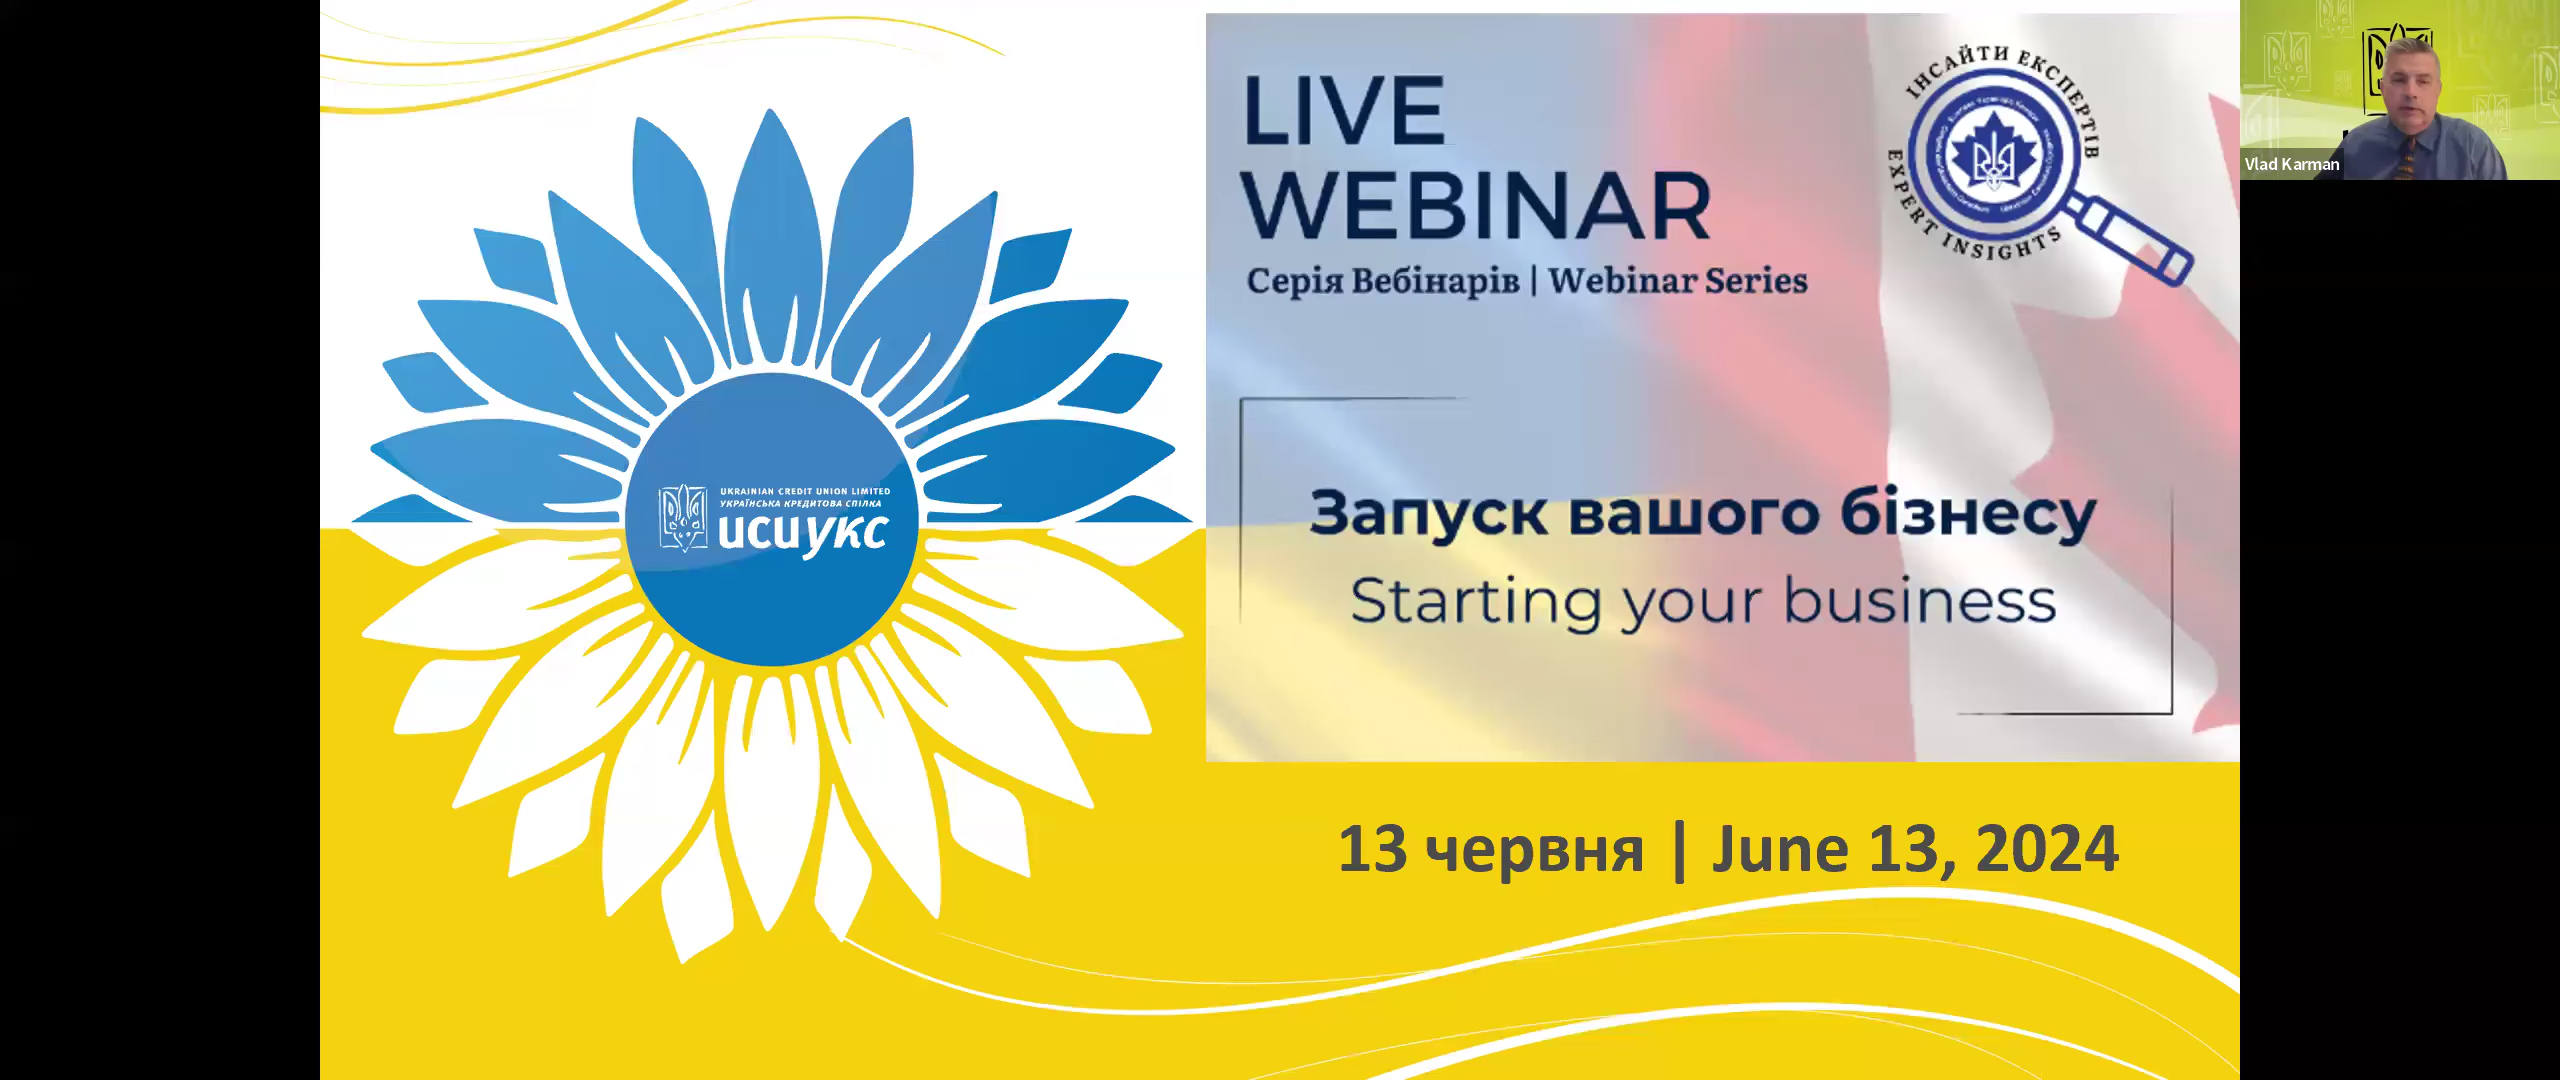 UKRAINIAN CREDIT UNION LIMITED
УКРАЇНСЬКА КРЕДИТОВА СПІЛКА
исиукс
LIVE
WEBINAR
Серія Вебінарів | Webinar Series
ІНСАЙТИ ЕКСПЕРТІВ
EXPERT INSIGHTS
Запуск вашого бізнесу
Starting your business
13 червня | June 13, 2024
Vlad Karman